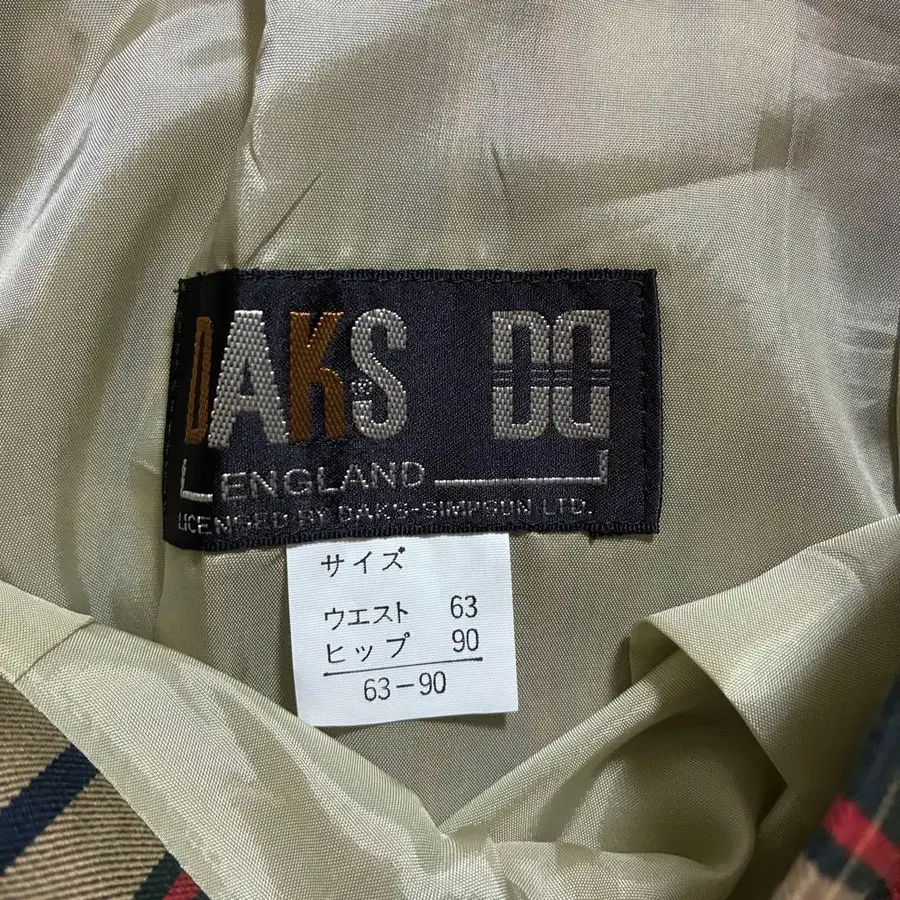 DAKS® DD
ENGLAND
LICENSED BY DAKS-SIMPSON LTD.
サイズ
ウエスト 63
ヒップ 90
63-90